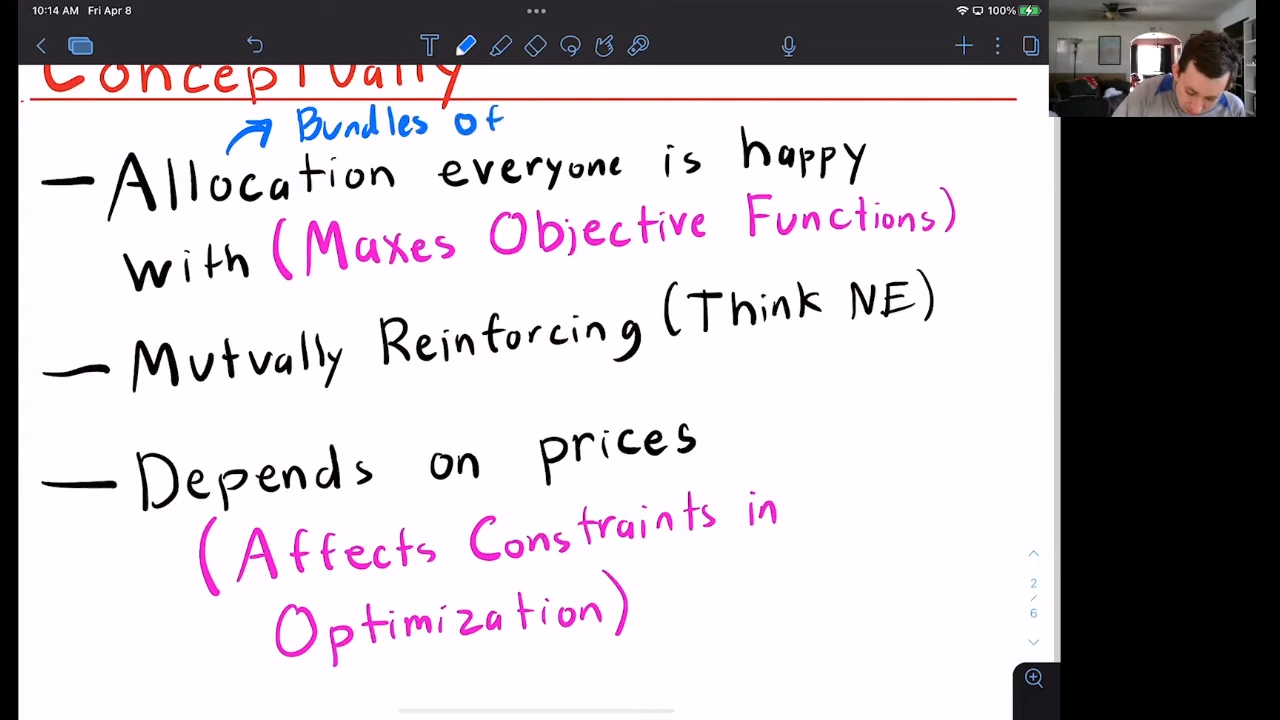 10:14 AM Fri Apr 8
100%
Conceptually
Bundles of
— Allocation everyone is happy
with (Maxes Objective Functions)
— Mutually Reinforcing (Think NE)
— Depends on prices
(Affects Constraints in
Optimization)
2
/
6